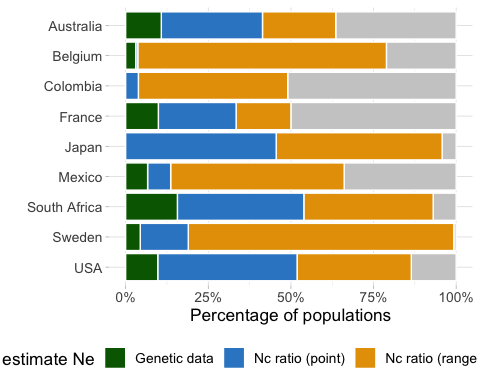 Australia
Belgium
Colombia
France
Japan
Mexico
South Africa
Sweden
USA
0% 25% 50% 75% 100%
Percentage of populations
estimate Ne Genetic data Nc ratio (point) Nc ratio (range